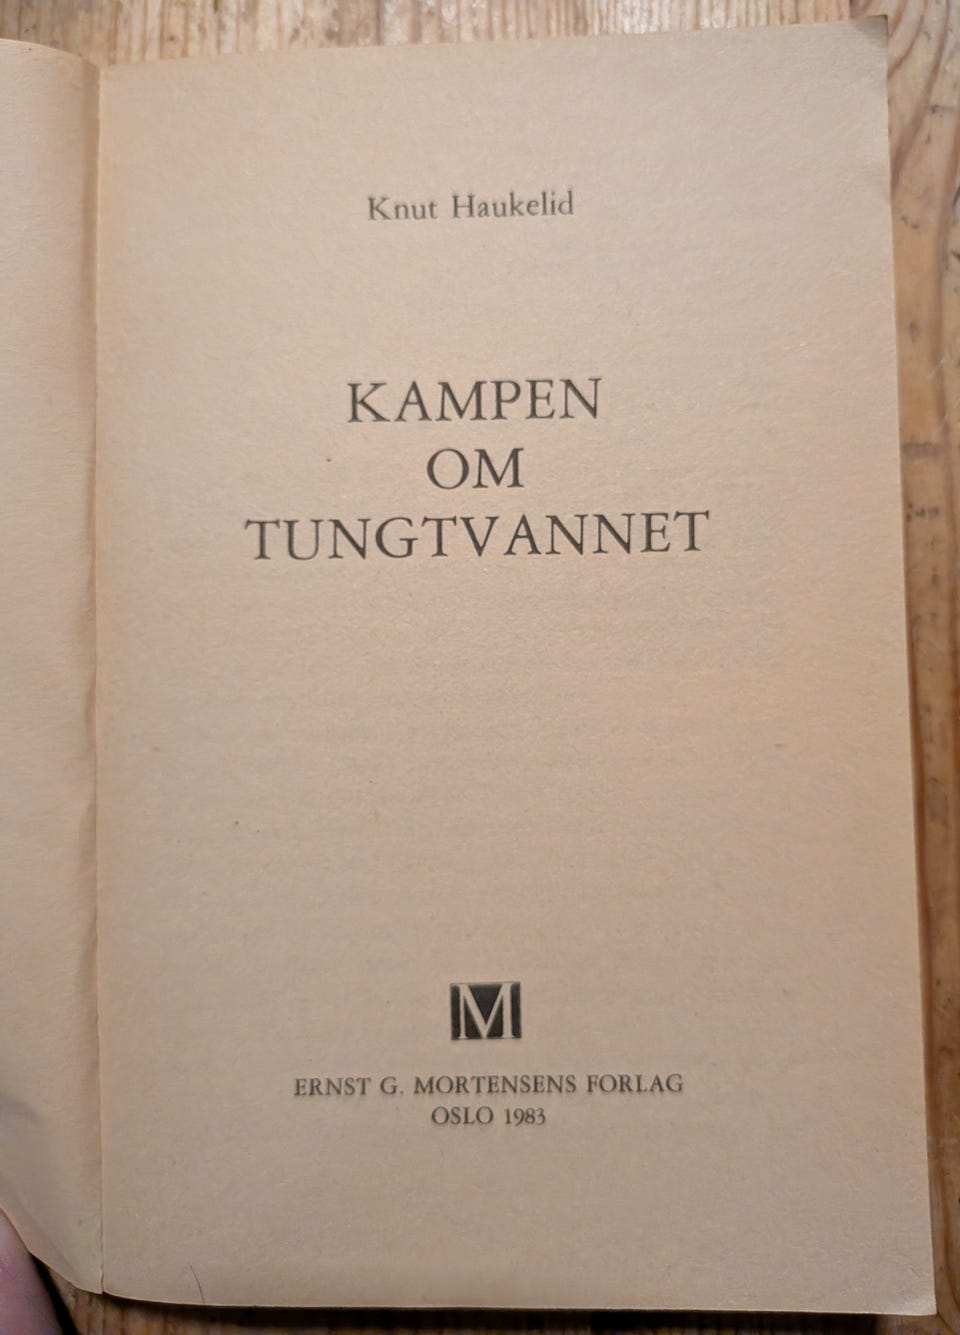 Knut Haukelid
KAMPEN
OM
TUNGTVANNET
M
ERNST G. MORTENSENS FORLAG
OSLO 1983